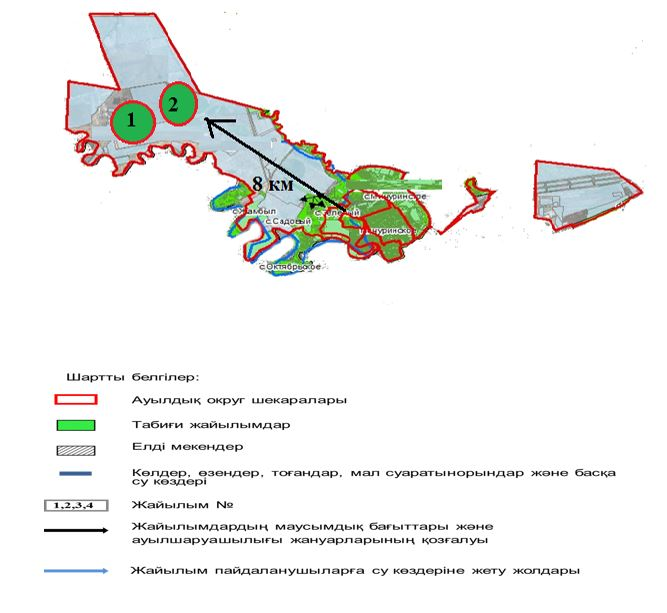 1
2
8 км
с.Мичуринское
с.Жамбыл
с.Садовый
Мичуринское
с.Октябрьское
Шартты белгілер:
Ауылдық округ шекаралары
Табиғи жайылымдар
Елді мекендер
Көлдер, өзендер, тоғандар, мал суаратынорындар және басқа
су көздері
1,2,3,4
Жайылым №
Жайылымдардың маусымдық бағыттары және
ауылшаруашылығы жануарларының қозғалуы
Жайылым пайдаланушыларға су көздеріне жету жолдары